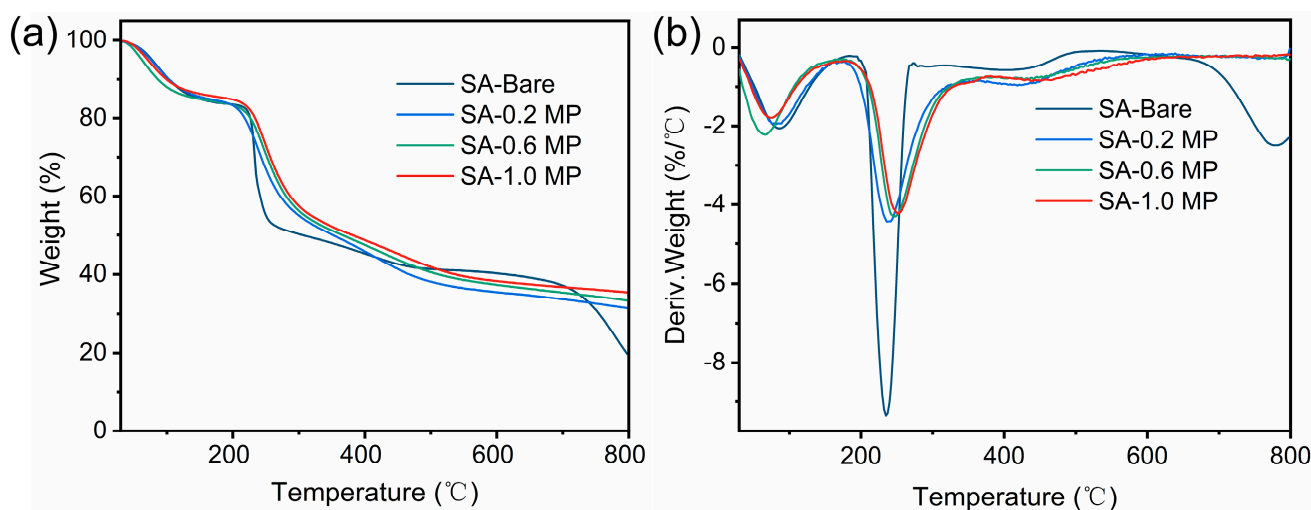 (a)
100
80
60
40
20
0
Weight (%)
SA-Bare
SA-0.2 MP
SA-0.6 MP
SA-1.0 MP
200
400
600
800
Temperature (℃)
(b)
0
-2
-4
-6
-8
Deriv.Weight (%/℃)
SA-Bare
SA-0.2 MP
SA-0.6 MP
SA-1.0 MP
200
400
600
800
Temperature (℃)